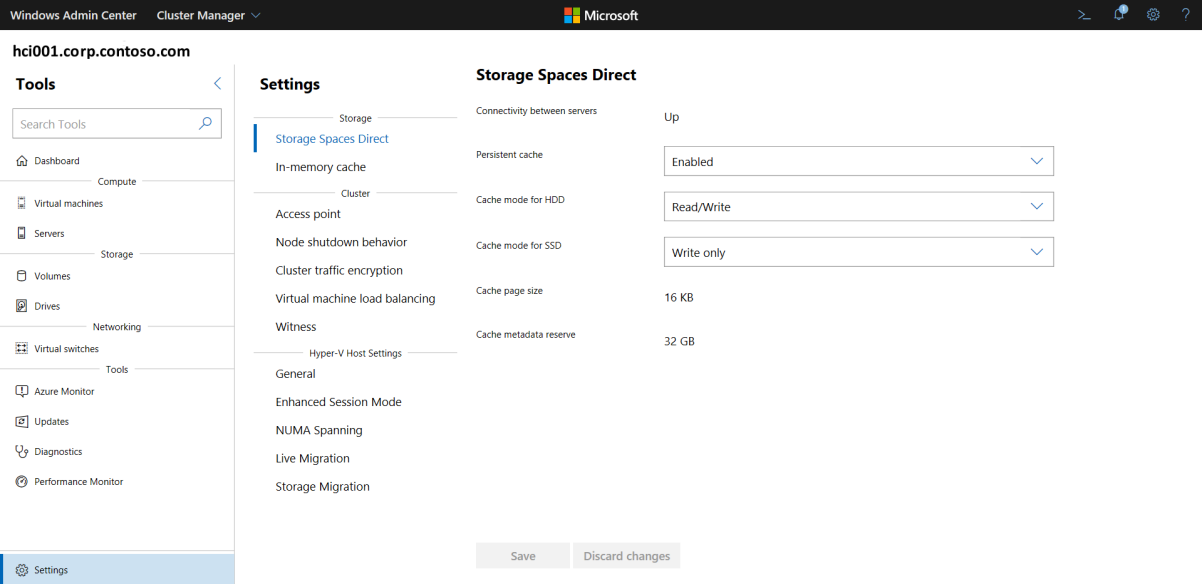 Windows Admin Center
Cluster Manager
Microsoft
1
hci001.corp.contoso.com
Tools
Search Tools
Dashboard
Compute
Virtual machines
Servers
Storage
Volumes
Drives
Networking
Virtual switches
Tools
Azure Monitor
Updates
Diagnostics
Performance Monitor
Settings
Settings
Storage
Storage Spaces Direct
In-memory cache
Cluster
Access point
Node shutdown behavior
Cluster traffic encryption
Virtual machine load balancing
Witness
Hyper-V Host Settings
General
Enhanced Session Mode
NUMA Spanning
Live Migration
Storage Migration
Storage Spaces Direct
Connectivity between servers
Up
Persistent cache
Enabled
Cache mode for HDD
Read/Write
Cache mode for SSD
Write only
Cache page size
16 KB
Cache metadata reserve
32 GB
Save
Discard changes